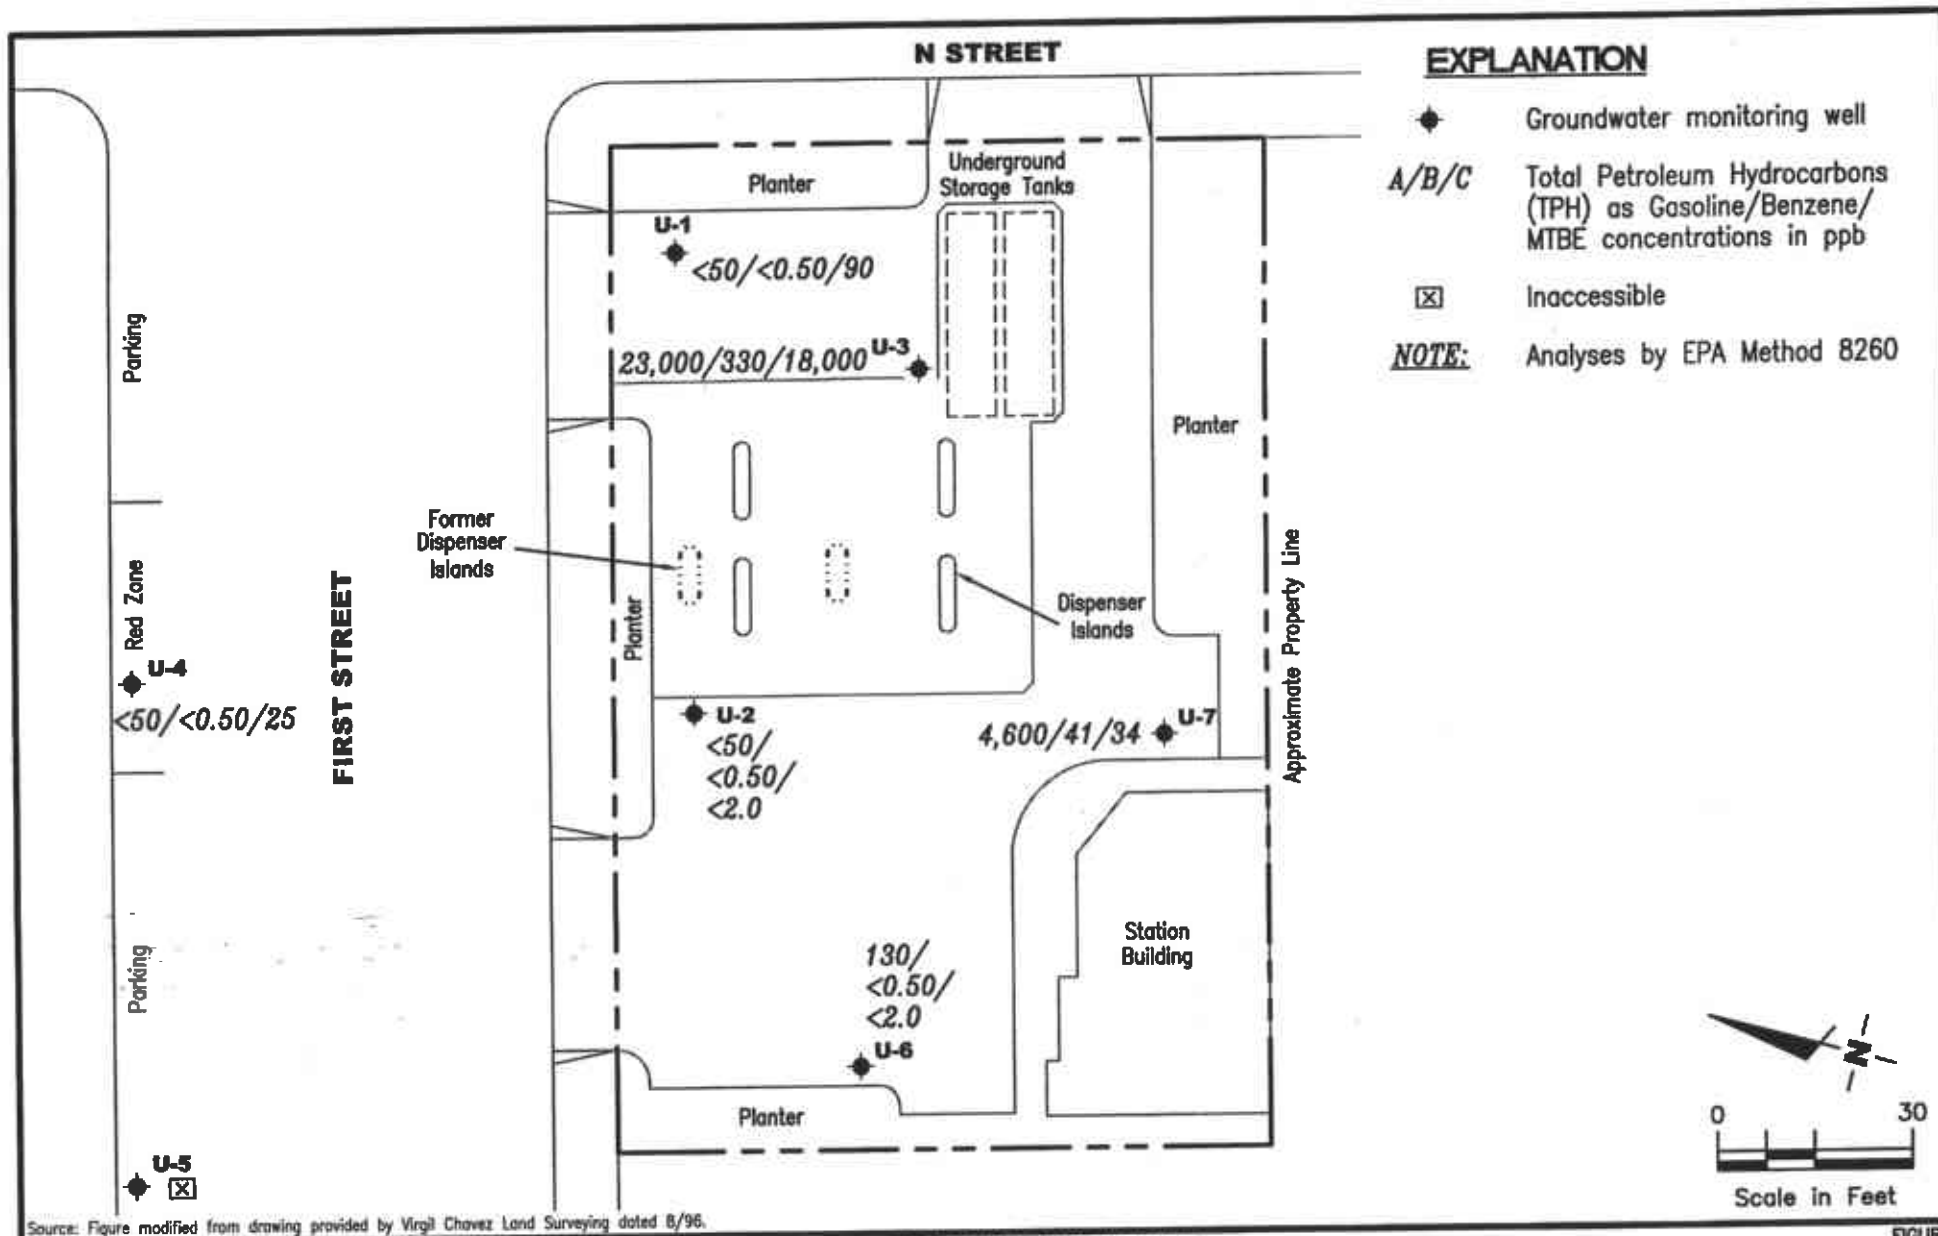 N STREET
EXPLANATION
Groundwater monitoring well
A/B/C Total Petroleum Hydrocarbons
(TPH) as Gasoline/Benzene/
MTBE concentrations in ppb
Inaccessible
NOTE: Analyses by EPA Method 8260
Planter
Underground
Storage Tanks
U-1
<50/<0.50/90
23,000/330/18,000
U-3
Parking
Planter
Former
Dispenser
Islands
Red Zone
FIRST STREET
Planter
Dispenser
Islands
Approximate Property Line
U-4
<50/<0.50/25
U-2
<50/
<0.50/
<2.0
4,600/41/34
U-7
Parking
Station
Building
130/
<0.50/
<2.0
U-6
Planter
U-5
N
0 30
Scale in Feet
Source: Figure modified from drawing provided by Virgil Chavez Land Surveying dated 8/96.